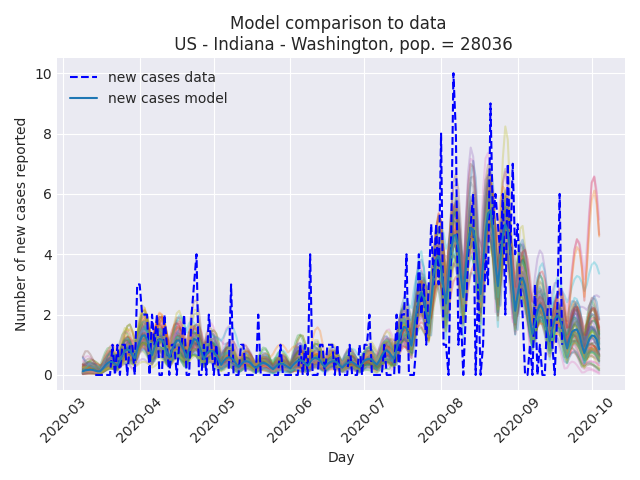 Model comparison to data
US - Indiana - Washington, pop. = 28036
new cases data
new cases model
Number of new cases reported
10
8
6
4
2
0
2020-03
2020-04
2020-05
2020-06
2020-07
2020-08
2020-09
2020-10
Day